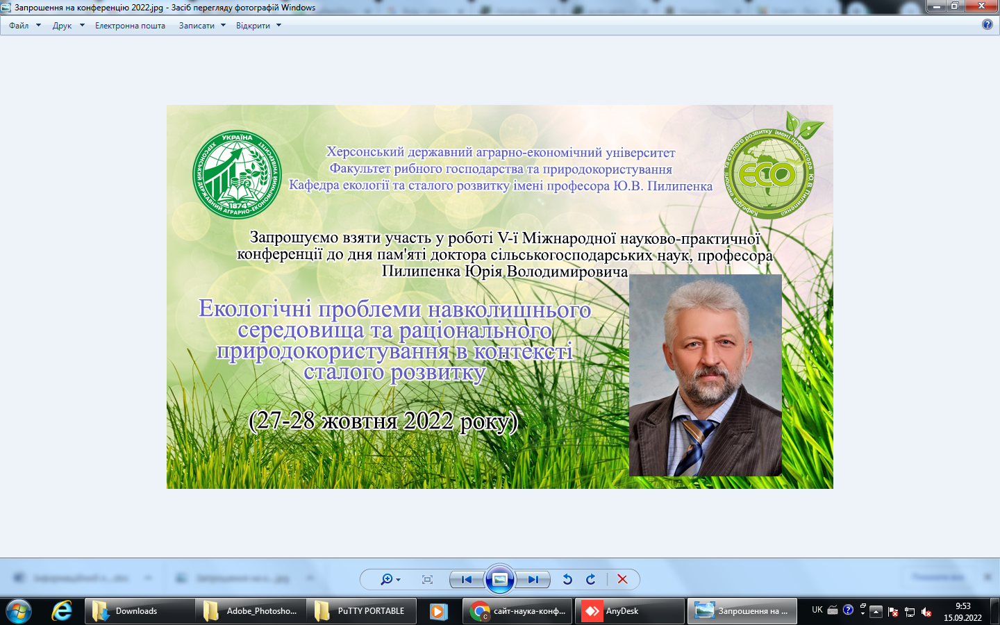 Запрошення на конференцію 2022.jpg - Засіб перегляду фотографій Windows
Файл Друк Електронна пошта Записати Відкрити
УКРАЇНА
ХЕРСОНСЬКИЙ ДЕРЖАВНИЙ АГРАРНО-ЕКОНОМІЧНИЙ УНІВЕРСИТЕТ
1874
Херсонський державний аграрно-економічний університет
Факультет рибного господарства та природокористування
Кафедра екології та сталого розвитку імені професора Ю.В. Пилипенка
Кафедра екології та сталого розвитку імені професора Ю.В. Пилипенка
ECO
Запрошуємо взяти участь у роботі V-ї Міжнародної науково-практичної
конференції до дня пам'яті доктора сільськогосподарських наук, професора
Пилипенка Юрія Володимировича
Екологічні проблеми навколишнього
середовища та раціонального
природокористування в контексті
сталого розвитку
(27-28 жовтня 2022 року)
Downloads
Adobe_Photosho...
PuTTY PORTABLE
сайт-наука-конф...
AnyDesk
Запрошення на ...
UK
9:53
15.09.2022